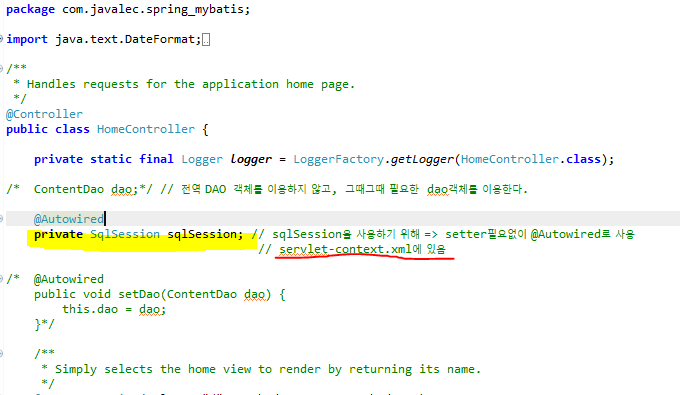 package com.javalec.spring_mybatis;
import java.text.DateFormat;
/**
* Handles requests for the application home page.
*/
@Controller
public class HomeController {
private static final Logger logger = LoggerFactory.getLogger(HomeController.class);
/* ContentDao dao;*/ // 전역 DAO 객체를 이용하지 않고, 그때그때 필요한 dao객체를 이용한다.
@Autowired
private SqlSession sqlSession; // sqlSession을 사용하기 위해 => setter필요없이 @Autowired로 사용
// servlet-context.xml에 있음
/* @Autowired
public void setDao(ContentDao dao) {
this.dao = dao;
}*/
/**
* Simply selects the home view to render by returning its name.
*/